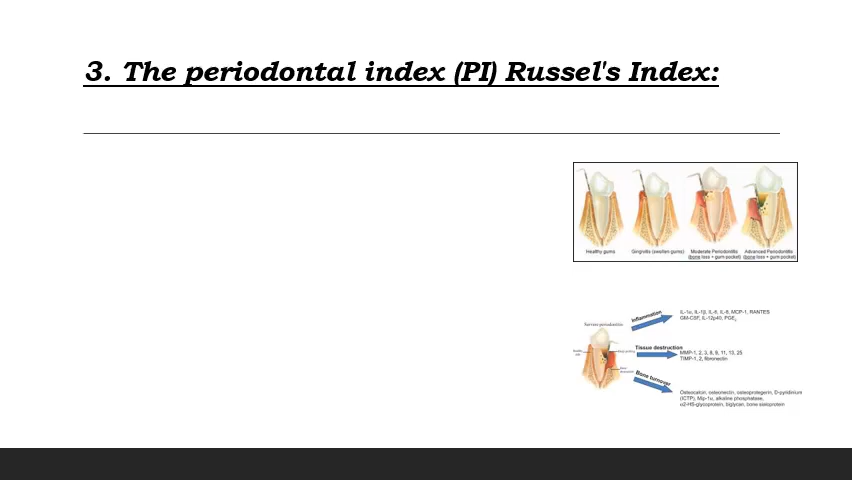 3. The periodontal index (PI) Russel's Index:
Healthy gums
Gingivitis (swollen gums)
Moderate Periodontitis
(bone loss + gum pocket)
Advanced Periodontitis
(bone loss + gum pocket)
Inflammation
IL-1α, IL-1β, IL-6, IL-8, MCP-1, RANTES
GM-CSF, IL-12p40, PGE2
Tissue destruction
MMP-1, 2, 3, 8, 9, 11, 13, 25
TIMP-1, 2, fibronectin
Bone turnover
Osteocalcin, osteonectin, osteoprotegerin, D-pyridinium
(ICTP), Mip-1α, alkaline phosphatase,
α2-HS-glycoprotein, biglycan, bone sialoprotein